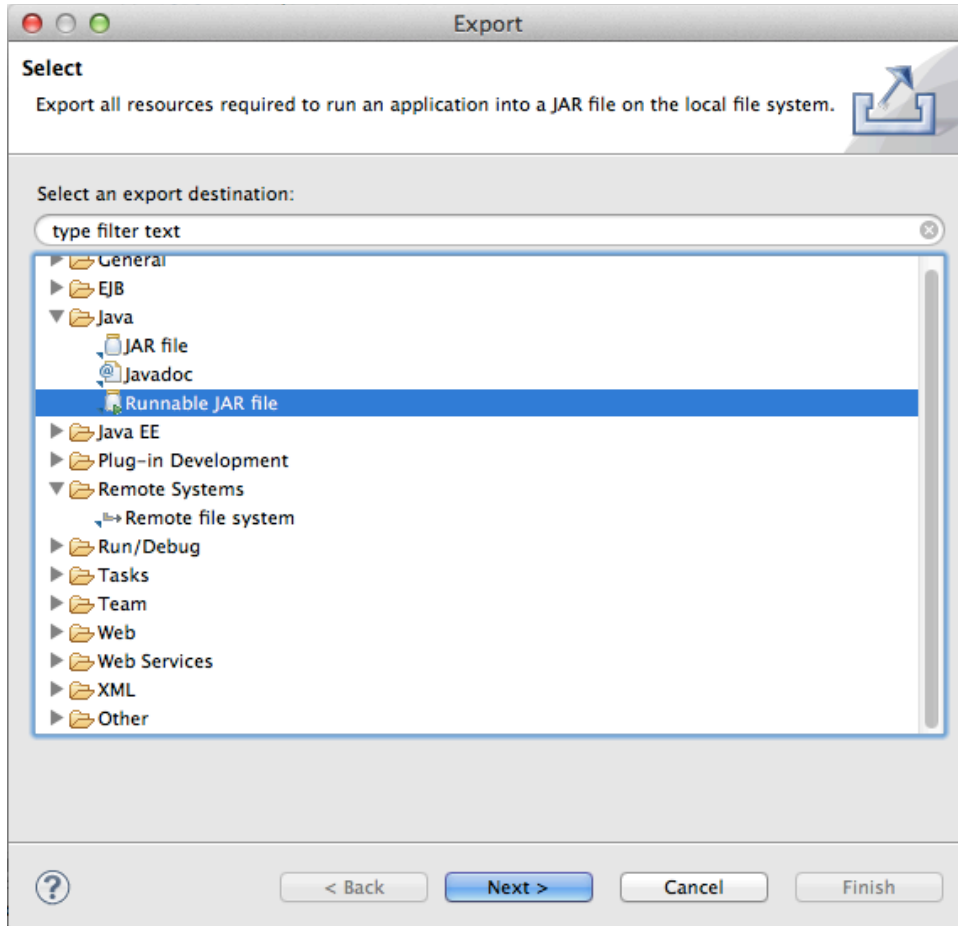 Export
Select
Export all resources required to run an application into a JAR file on the local file system.
Select an export destination:
type filter text
General
EJB
Java
JAR file
Javadoc
Runnable JAR file
Java EE
Plug-in Development
Remote Systems
Remote file system
Run/Debug
Tasks
Team
Web
Web Services
XML
Other
?
< Back
Next >
Cancel
Finish